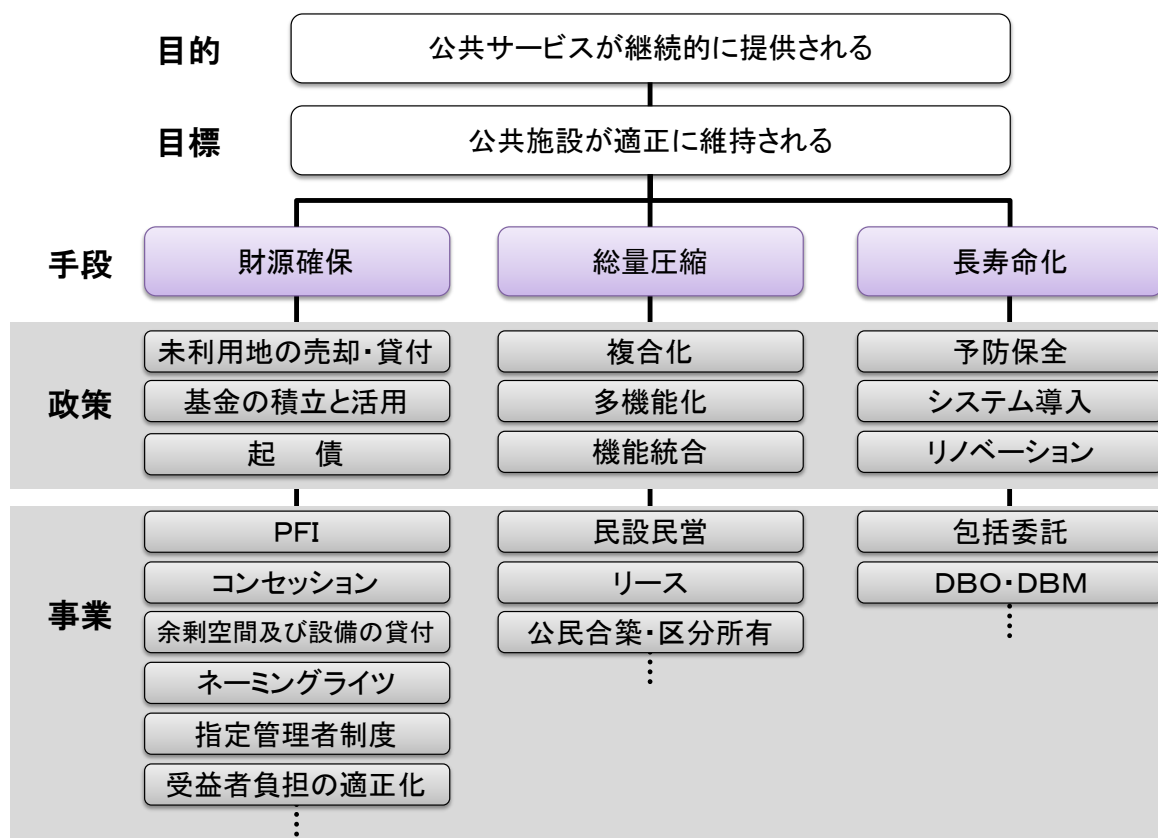 目的
公共サービスが継続的に提供される
目標
公共施設が適正に維持される
手段
財源確保
総量圧縮
長寿命化
政策
未利用地の売却・貸付
基金の積立と活用
起　債
複合化
多機能化
機能統合
予防保全
システム導入
リノベーション
事業
PFI
コンセッション
余剰空間及び設備の貸付
ネーミングライツ
指定管理者制度
受益者負担の適正化
民設民営
リース
公民合築・区分所有
包括委託
DBO・DBM